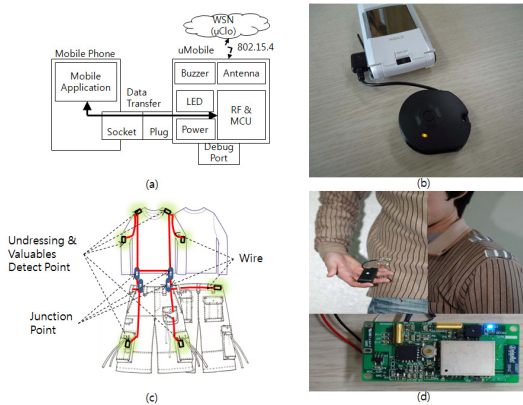 WSN
(uClo)
802.15.4
Mobile Phone
uMobile
Mobile
Application
Buzzer
Antenna
Data
Transfer
LED
RF &
MCU
Socket
Plug
Power
Debug
Port
(a)
(b)
Undressing &
Valuables
Detect Point
Wire
Junction
Point
(c)
(d)